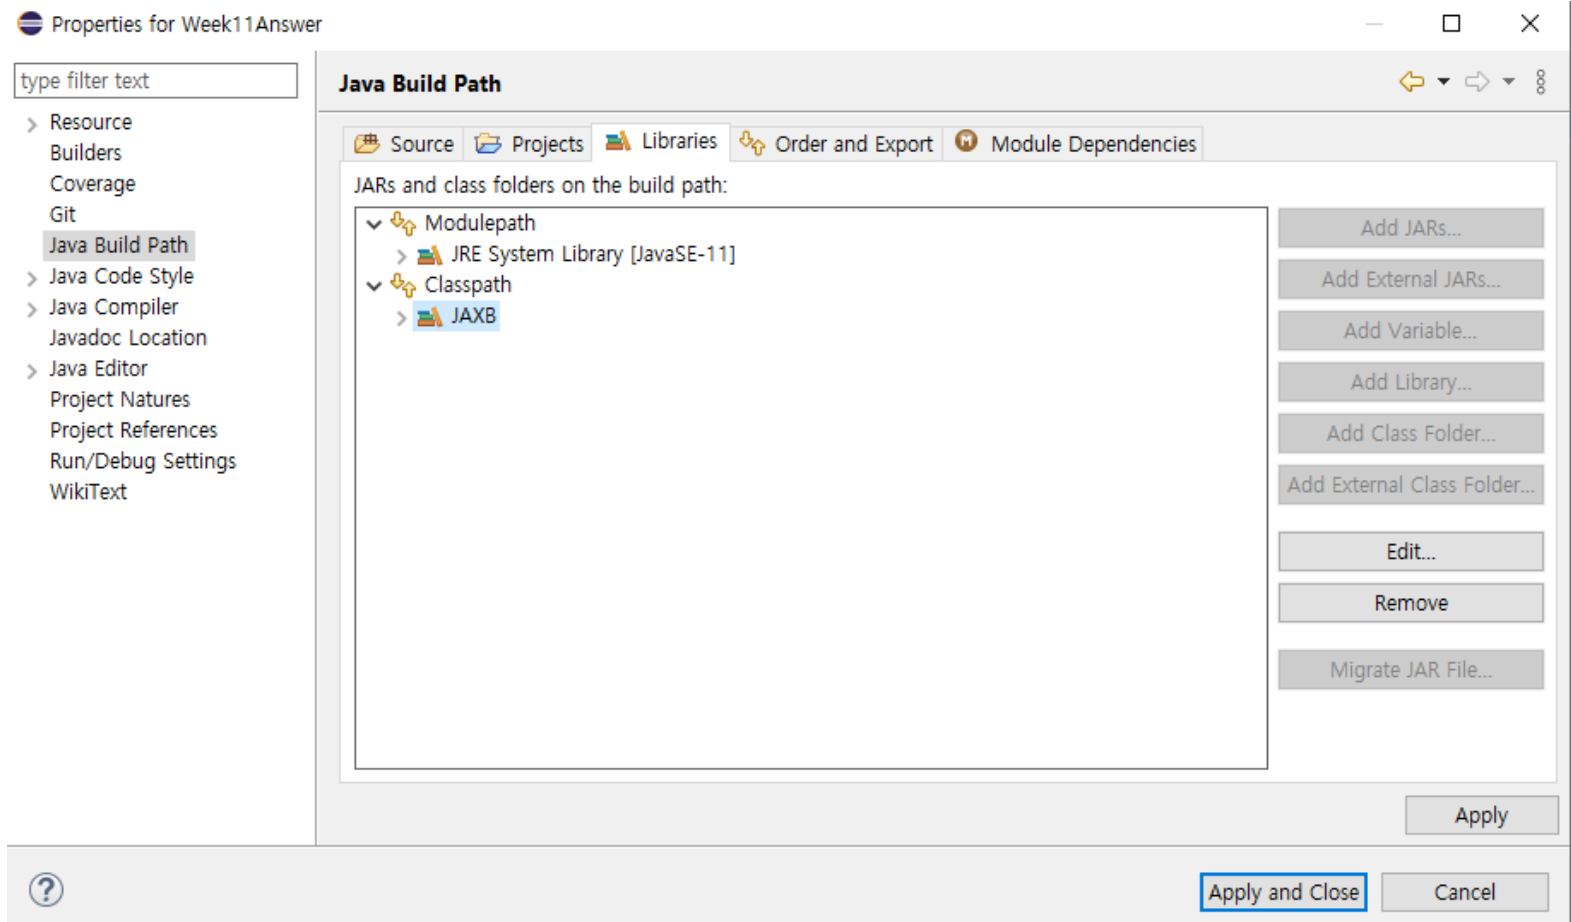 Properties for Week11Answer
type filter text
Resource
Builders
Coverage
Git
Java Build Path
Java Code Style
Java Compiler
Javadoc Location
Java Editor
Project Natures
Project References
Run/Debug Settings
WikiText
Java Build Path
Source Projects Libraries Order and Export Module Dependencies
JARs and class folders on the build path:
Modulepath
JRE System Library [JavaSE-11]
Classpath
JAXB
Add JARs...
Add External JARs...
Add Variable...
Add Library...
Add Class Folder...
Add External Class Folder...
Edit...
Remove
Migrate JAR File...
Apply
Apply and Close Cancel